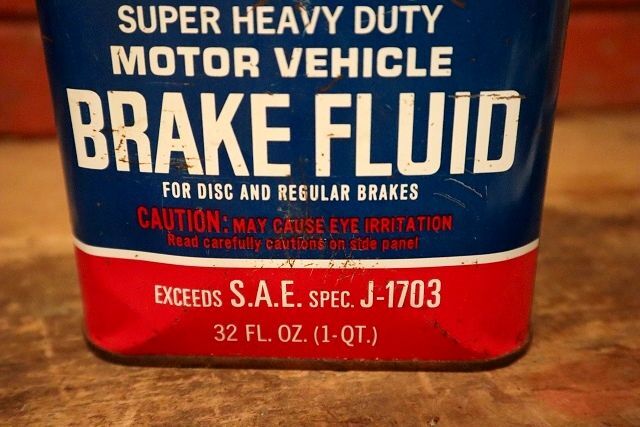 SUPER HEAVY DUTY
MOTOR VEHICLE
BRAKE FLUID
FOR DISC AND REGULAR BRAKES
CAUTION: MAY CAUSE EYE IRRITATION
Read carefully cautions on side panel
EXCEEDS S.A.E. SPEC. J-1703
32 FL. OZ. (1-QT.)